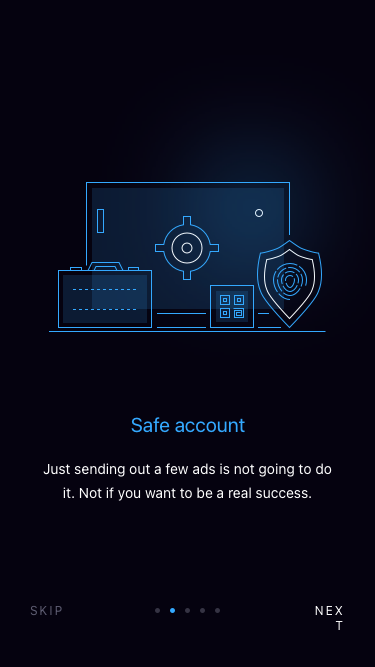 Safe account
Just sending out a few ads is not going to do
it. Not if you want to be a real success.
SKIP
NEX
T